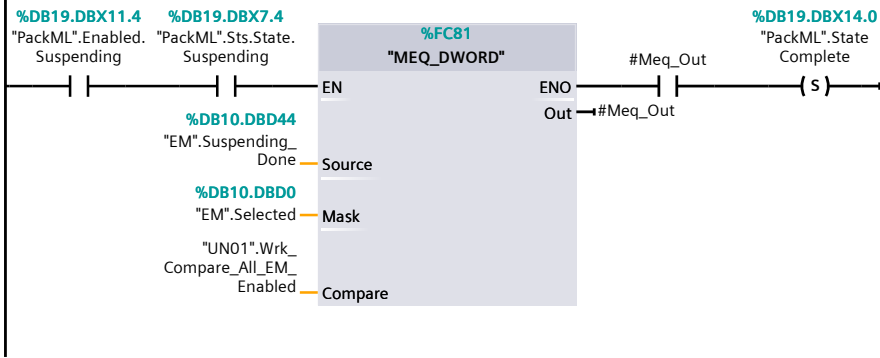 %DB19.DBX11.4
"PackML".Enabled.
Suspending
%DB19.DBX7.4
"PackML".Sts.State.
Suspending
%FC81
"MEQ_DWORD"
%DB19.DBX14.0
"PackML".State
Complete
#Meq_Out
( S )
EN
ENO
Out
#Meq_Out
%DB10.DBD44
"EM".Suspending_
Done
Source
%DB10.DBD0
"EM".Selected
Mask
"UN01".Wrk_
Compare_All_EM_
Enabled
Compare